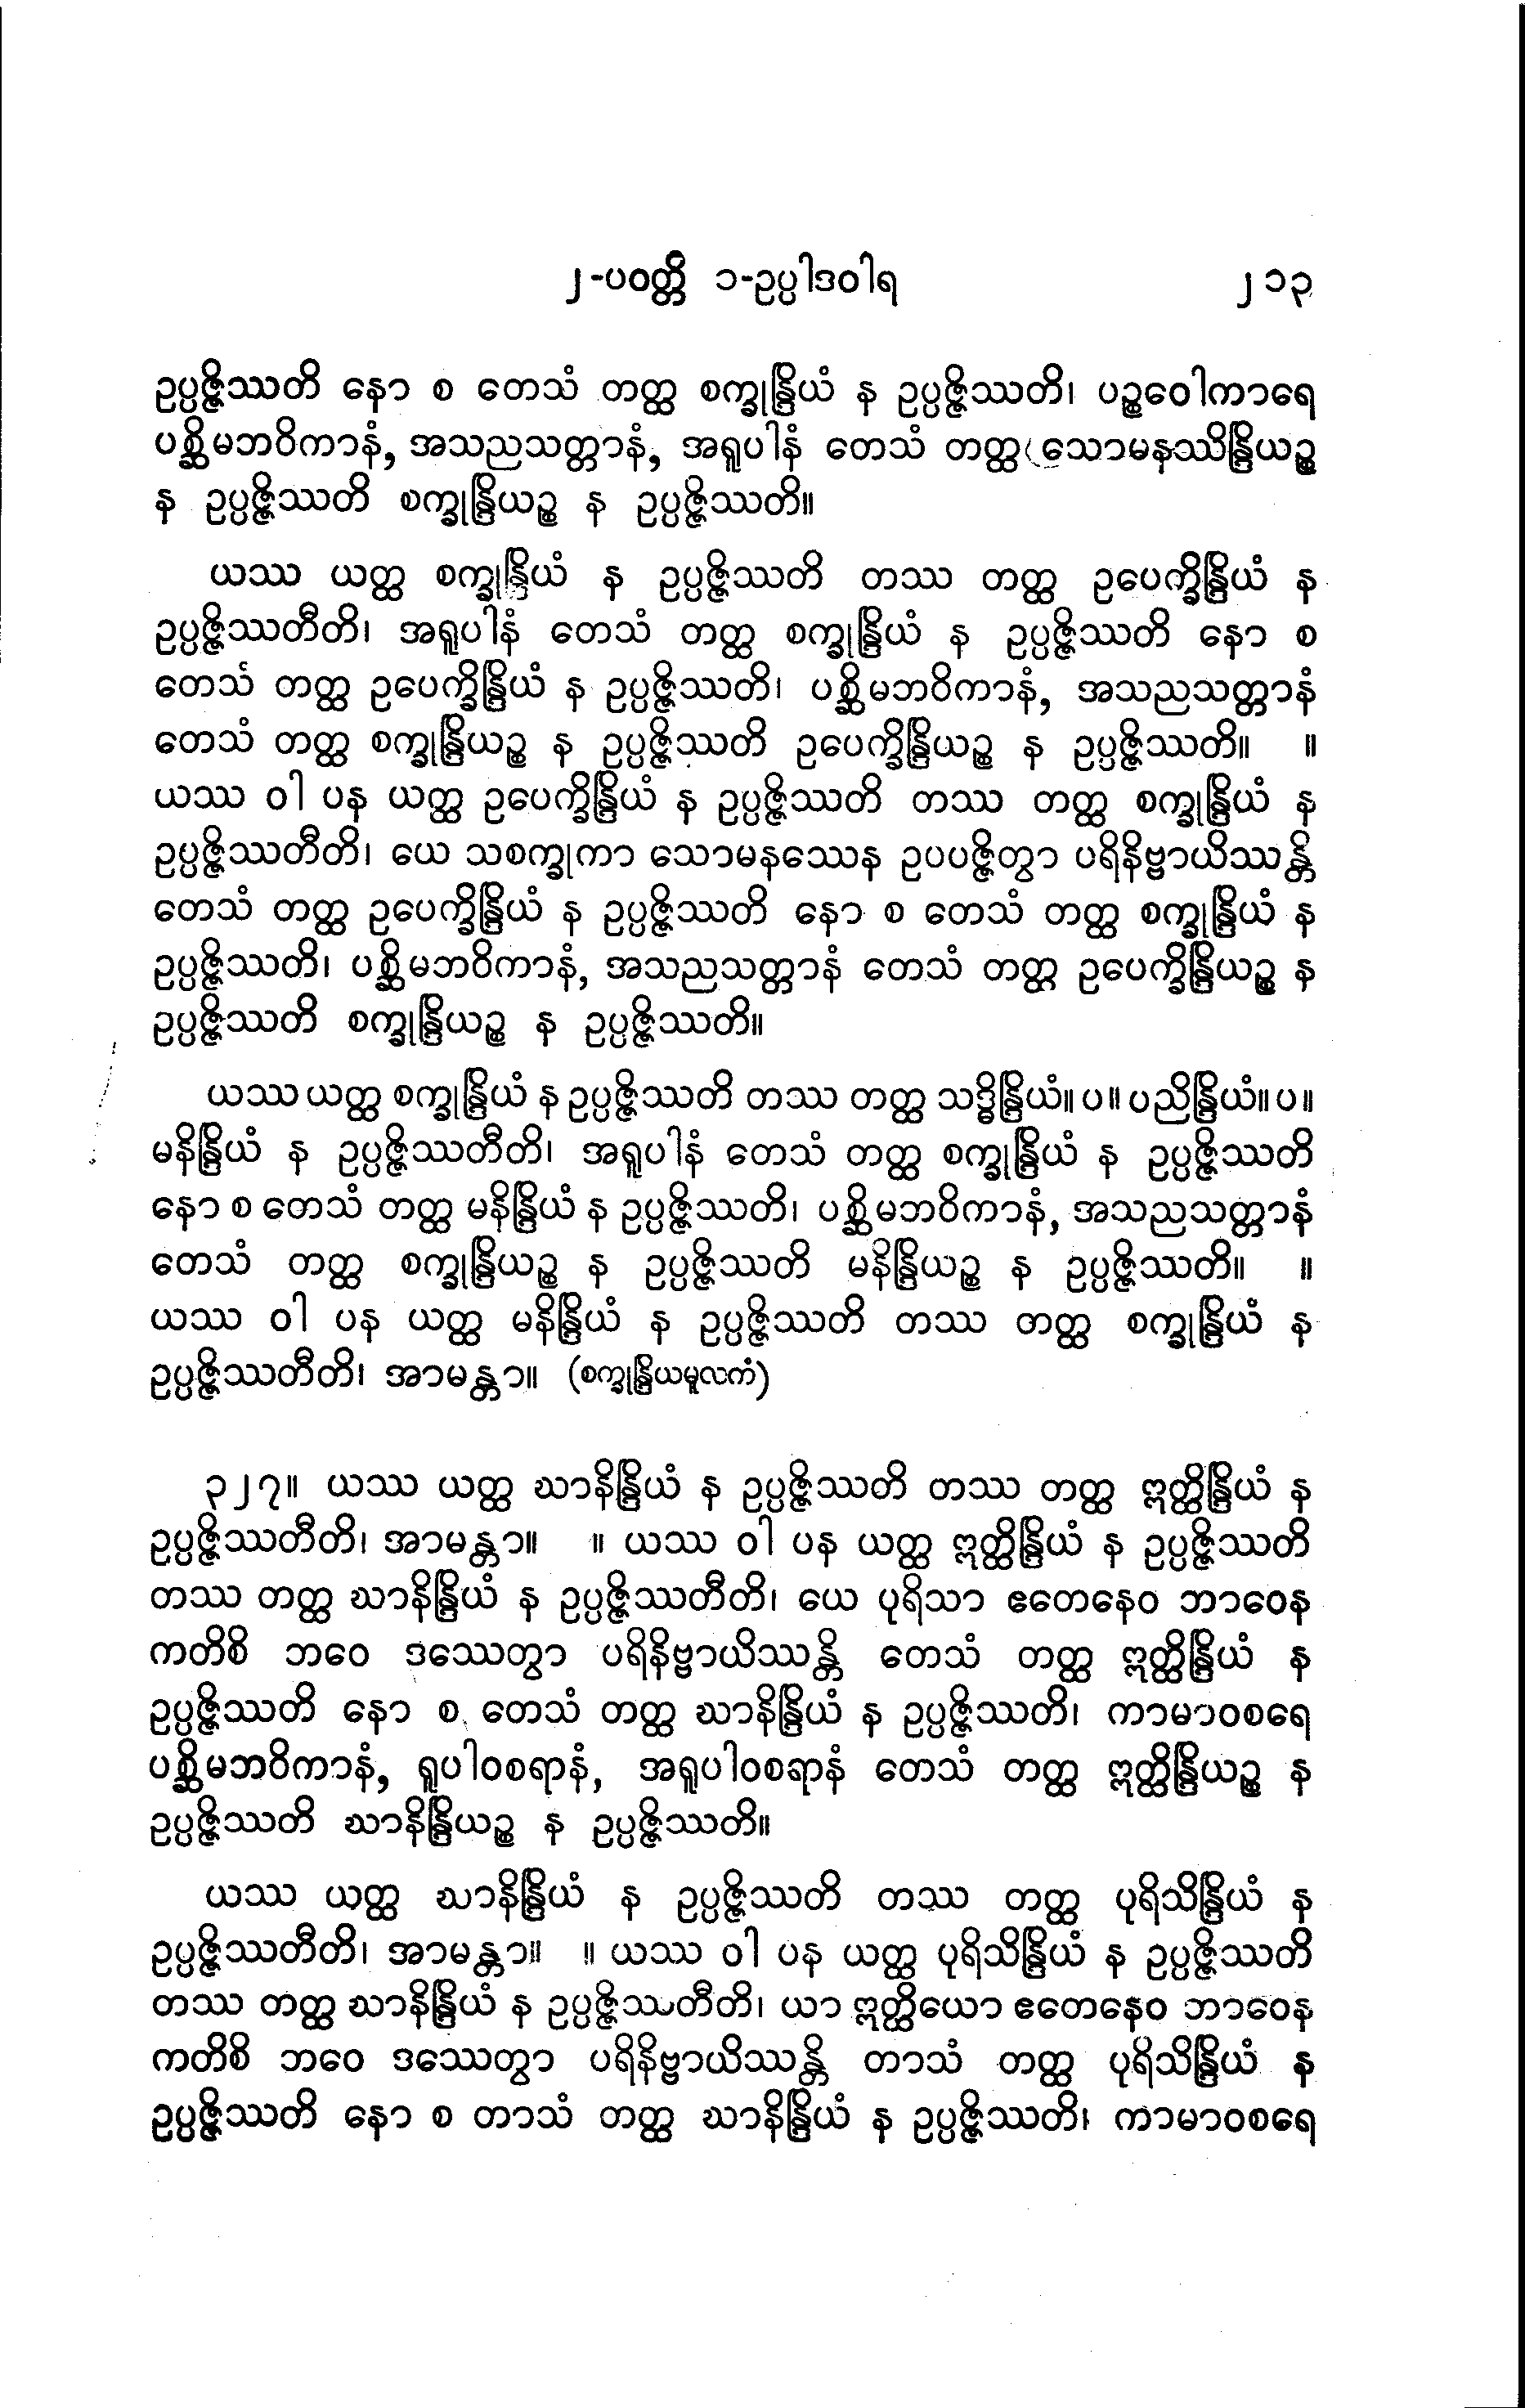 ၂-ပဝတ္တိ ၁-ဥပ္ပါဒဝါရ ၂၁၃
ဥပ္ပဇ္ဇိဿတိ နော စ တေသံ တတ္ထ စက္ခုန္ဒြိယံ န ဥပ္ပဇ္ဇိဿတိ၊ ပဉ္စဝေါကာရေ
ပစ္ဆိမဘဝိကာနံ, အသညသတ္တာနံ, အရူပါနံ တေသံ တတ္ထ သောမနဿိန္ဒြိယဉ္စ
န ဥပ္ပဇ္ဇိဿတိ စက္ခုန္ဒြိယဉ္စ န ဥပ္ပဇ္ဇိဿတိ။
ယဿ ယတ္ထ စက္ခုန္ဒြိယံ န ဥပ္ပဇ္ဇိဿတိ တဿ တတ္ထ ဥပေက္ခိန္ဒြိယံ န
ဥပ္ပဇ္ဇိဿတီတိ၊ အရူပါနံ တေသံ တတ္ထ စက္ခုန္ဒြိယံ န ဥပ္ပဇ္ဇိဿတိ နော စ
တေသံ တတ္ထ ဥပေက္ခိန္ဒြိယံ န ဥပ္ပဇ္ဇိဿတိ၊ ပစ္ဆိမဘဝိကာနံ, အသညသတ္တာနံ
တေသံ တတ္ထ စက္ခုန္ဒြိယဉ္စ န ဥပ္ပဇ္ဇိဿတိ ဥပေက္ခိန္ဒြိယဉ္စ န ဥပ္ပဇ္ဇိဿတိ။ ။
ယဿ ဝါ ပန ယတ္ထ ဥပေက္ခိန္ဒြိယံ န ဥပ္ပဇ္ဇိဿတိ တဿ တတ္ထ စက္ခုန္ဒြိယံ န
ဥပ္ပဇ္ဇိဿတီတိ၊ ယေ သစက္ခုကာ သောမနဿေန ဥပပဇ္ဇိတွာ ပရိနိဗ္ဗာယိဿန္တိ
တေသံ တတ္ထ ဥပေက္ခိန္ဒြိယံ န ဥပ္ပဇ္ဇိဿတိ နော စ တေသံ တတ္ထ စက္ခုန္ဒြိယံ န
ဥပ္ပဇ္ဇိဿတိ၊ ပစ္ဆိမဘဝိကာနံ, အသညသတ္တာနံ တေသံ တတ္ထ ဥပေက္ခိန္ဒြိယဉ္စ န
ဥပ္ပဇ္ဇိဿတိ စက္ခုန္ဒြိယဉ္စ န ဥပ္ပဇ္ဇိဿတိ။
ယဿ ယတ္ထ စက္ခုန္ဒြိယံ န ဥပ္ပဇ္ဇိဿတိ တဿ တတ္ထ သဒ္ဓိန္ဒြိယံ။ ပ။ ပညိန္ဒြိယံ။ ပ။
မနိန္ဒြိယံ န ဥပ္ပဇ္ဇိဿတီတိ၊ အရူပါနံ တေသံ တတ္ထ စက္ခုန္ဒြိယံ န ဥပ္ပဇ္ဇိဿတိ
နော စ တေသံ တတ္ထ မနိန္ဒြိယံ န ဥပ္ပဇ္ဇိဿတိ၊ ပစ္ဆိမဘဝိကာနံ, အသညသတ္တာနံ
တေသံ တတ္ထ စက္ခုန္ဒြိယဉ္စ န ဥပ္ပဇ္ဇိဿတိ မနိန္ဒြိယဉ္စ န ဥပ္ပဇ္ဇိဿတိ။ ။
ယဿ ဝါ ပန ယတ္ထ မနိန္ဒြိယံ န ဥပ္ပဇ္ဇိဿတိ တဿ တတ္ထ စက္ခုန္ဒြိယံ န
ဥပ္ပဇ္ဇိဿတီတိ၊ အာမန္တာ။ (စက္ခုန္ဒြိယမူလကံ)
၃၂၇။ ယဿ ယတ္ထ ဃာနိန္ဒြိယံ န ဥပ္ပဇ္ဇိဿတိ တဿ တတ္ထ ဣတ္ထိန္ဒြိယံ န
ဥပ္ပဇ္ဇိဿတီတိ၊ အာမန္တာ။ ။ ယဿ ဝါ ပန ယတ္ထ ဣတ္ထိန္ဒြိယံ န ဥပ္ပဇ္ဇိဿတိ
တဿ တတ္ထ ဃာနိန္ဒြိယံ န ဥပ္ပဇ္ဇိဿတီတိ၊ ယေ ပုရိသာ ဧတေနေဝ ဘာဝေန
ကတိစိ ဘဝေ ဒဿေတွာ ပရိနိဗ္ဗာယိဿန္တိ တေသံ တတ္ထ ဣတ္ထိန္ဒြိယံ န
ဥပ္ပဇ္ဇိဿတိ နော စ တေသံ တတ္ထ ဃာနိန္ဒြိယံ န ဥပ္ပဇ္ဇိဿတိ၊ ကာမာဝစရေ
ပစ္ဆိမဘဝိကာနံ, ရူပါဝစရာနံ, အရူပါဝစရာနံ တေသံ တတ္ထ ဣတ္ထိန္ဒြိယဉ္စ န
ဥပ္ပဇ္ဇိဿတိ ဃာနိန္ဒြိယဉ္စ န ဥပ္ပဇ္ဇိဿတိ။
ယဿ ယတ္ထ ဃာနိန္ဒြိယံ န ဥပ္ပဇ္ဇိဿတိ တဿ တတ္ထ ပုရိသိန္ဒြိယံ န
ဥပ္ပဇ္ဇိဿတီတိ၊ အာမန္တာ။ ။ ယဿ ဝါ ပန ယတ္ထ ပုရိသိန္ဒြိယံ န ဥပ္ပဇ္ဇိဿတိ
တဿ တတ္ထ ဃာနိန္ဒြိယံ န ဥပ္ပဇ္ဇိဿတီတိ၊ ယာ ဣတ္ထိယော ဧတေနေဝ ဘာဝေန
ကတိစိ ဘဝေ ဒဿေတွာ ပရိနိဗ္ဗာယိဿန္တိ တာသံ တတ္ထ ပုရိသိန္ဒြိယံ န
ဥပ္ပဇ္ဇိဿတိ နော စ တာသံ တတ္ထ ဃာနိန္ဒြိယံ န ဥပ္ပဇ္ဇိဿတိ၊ ကာမာဝစရေ